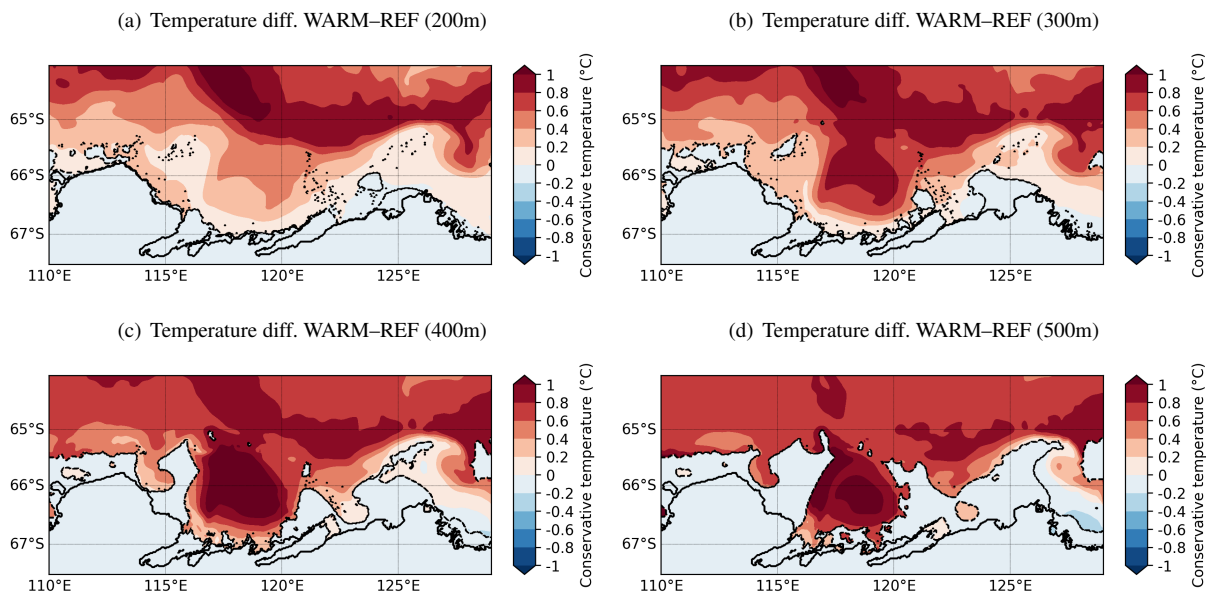 (a) Temperature diff. WARM–REF (200m)
65°S
66°S
67°S
110°E 115°E 120°E 125°E
1
0.8
0.6
0.4
0.2
0
-0.2
-0.4
-0.6
-0.8
-1
Conservative temperature (°C)
(b) Temperature diff. WARM–REF (300m)
65°S
66°S
67°S
110°E 115°E 120°E 125°E
1
0.8
0.6
0.4
0.2
0
-0.2
-0.4
-0.6
-0.8
-1
Conservative temperature (°C)
(c) Temperature diff. WARM–REF (400m)
65°S
66°S
67°S
110°E 115°E 120°E 125°E
1
0.8
0.6
0.4
0.2
0
-0.2
-0.4
-0.6
-0.8
-1
Conservative temperature (°C)
(d) Temperature diff. WARM–REF (500m)
65°S
66°S
67°S
110°E 115°E 120°E 125°E
1
0.8
0.6
0.4
0.2
0
-0.2
-0.4
-0.6
-0.8
-1
Conservative temperature (°C)